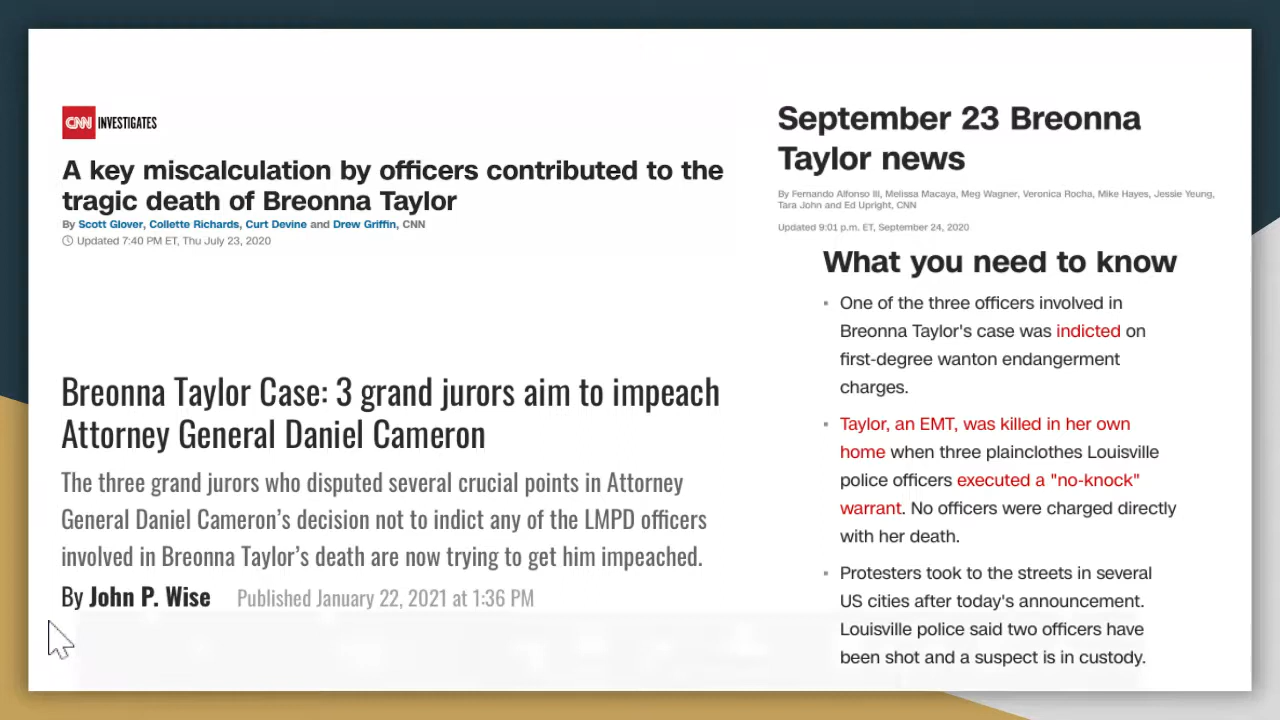 CNN INVESTIGATES
A key miscalculation by officers contributed to the
tragic death of Breonna Taylor
By Scott Glover, Collette Richards, Curt Devine and Drew Griffin, CNN
Updated 7:40 PM ET, Thu July 23, 2020
Breonna Taylor Case: 3 grand jurors aim to impeach
Attorney General Daniel Cameron
The three grand jurors who disputed several crucial points in Attorney
General Daniel Cameron’s decision not to indict any of the LMPD officers
involved in Breonna Taylor’s death are now trying to get him impeached.
By John P. Wise Published January 22, 2021 at 1:36 PM
September 23 Breonna
Taylor news
By Fernando Alfonso III, Melissa Macaya, Meg Wagner, Veronica Rocha, Mike Hayes, Jessie Yeung,
Tara John and Ed Upright, CNN
Updated 9:01 p.m. ET, September 24, 2020
What you need to know
▪ One of the three officers involved in
Breonna Taylor's case was indicted on
first-degree wanton endangerment
charges.
▪ Taylor, an EMT, was killed in her own
home when three plainclothes Louisville
police officers executed a "no-knock"
warrant. No officers were charged directly
with her death.
▪ Protesters took to the streets in several
US cities after today's announcement.
Louisville police said two officers have
been shot and a suspect is in custody.